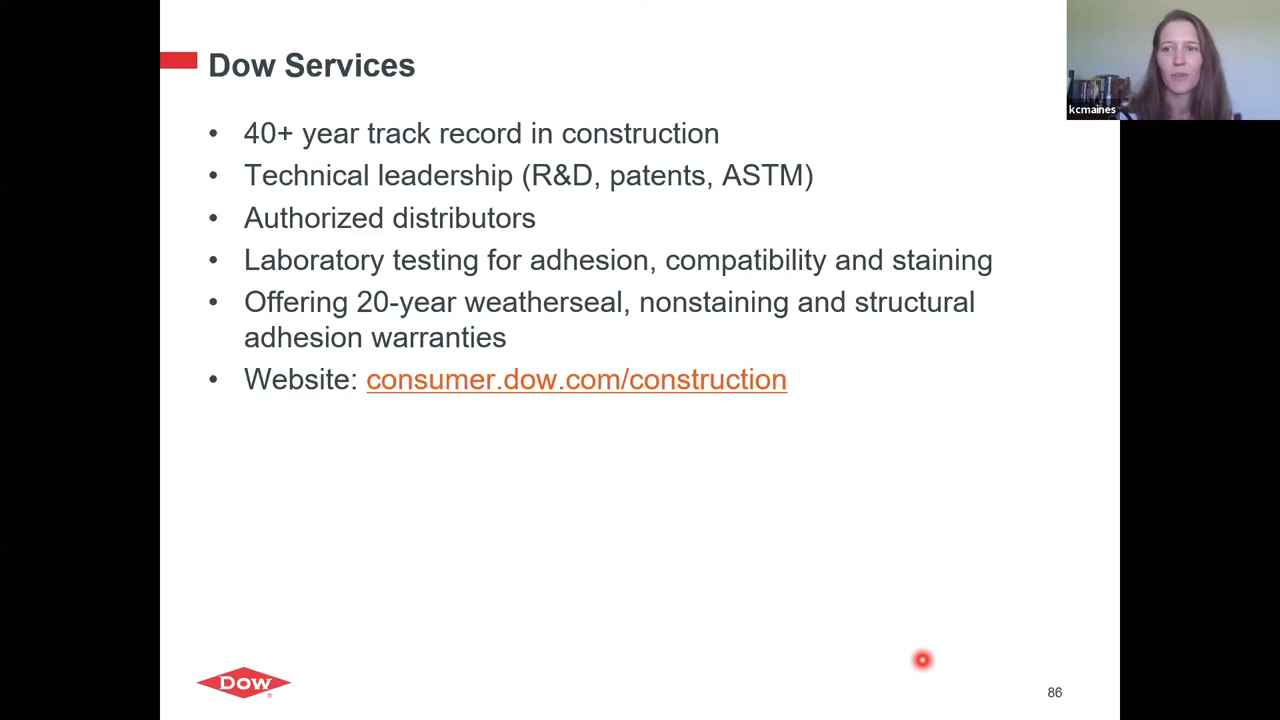 Dow Services
kcmaines
• 40+ year track record in construction
• Technical leadership (R&D, patents, ASTM)
• Authorized distributors
• Laboratory testing for adhesion, compatibility and staining
• Offering 20-year weatherseal, nonstaining and structural
adhesion warranties
• Website: consumer.dow.com/construction
Dow
86